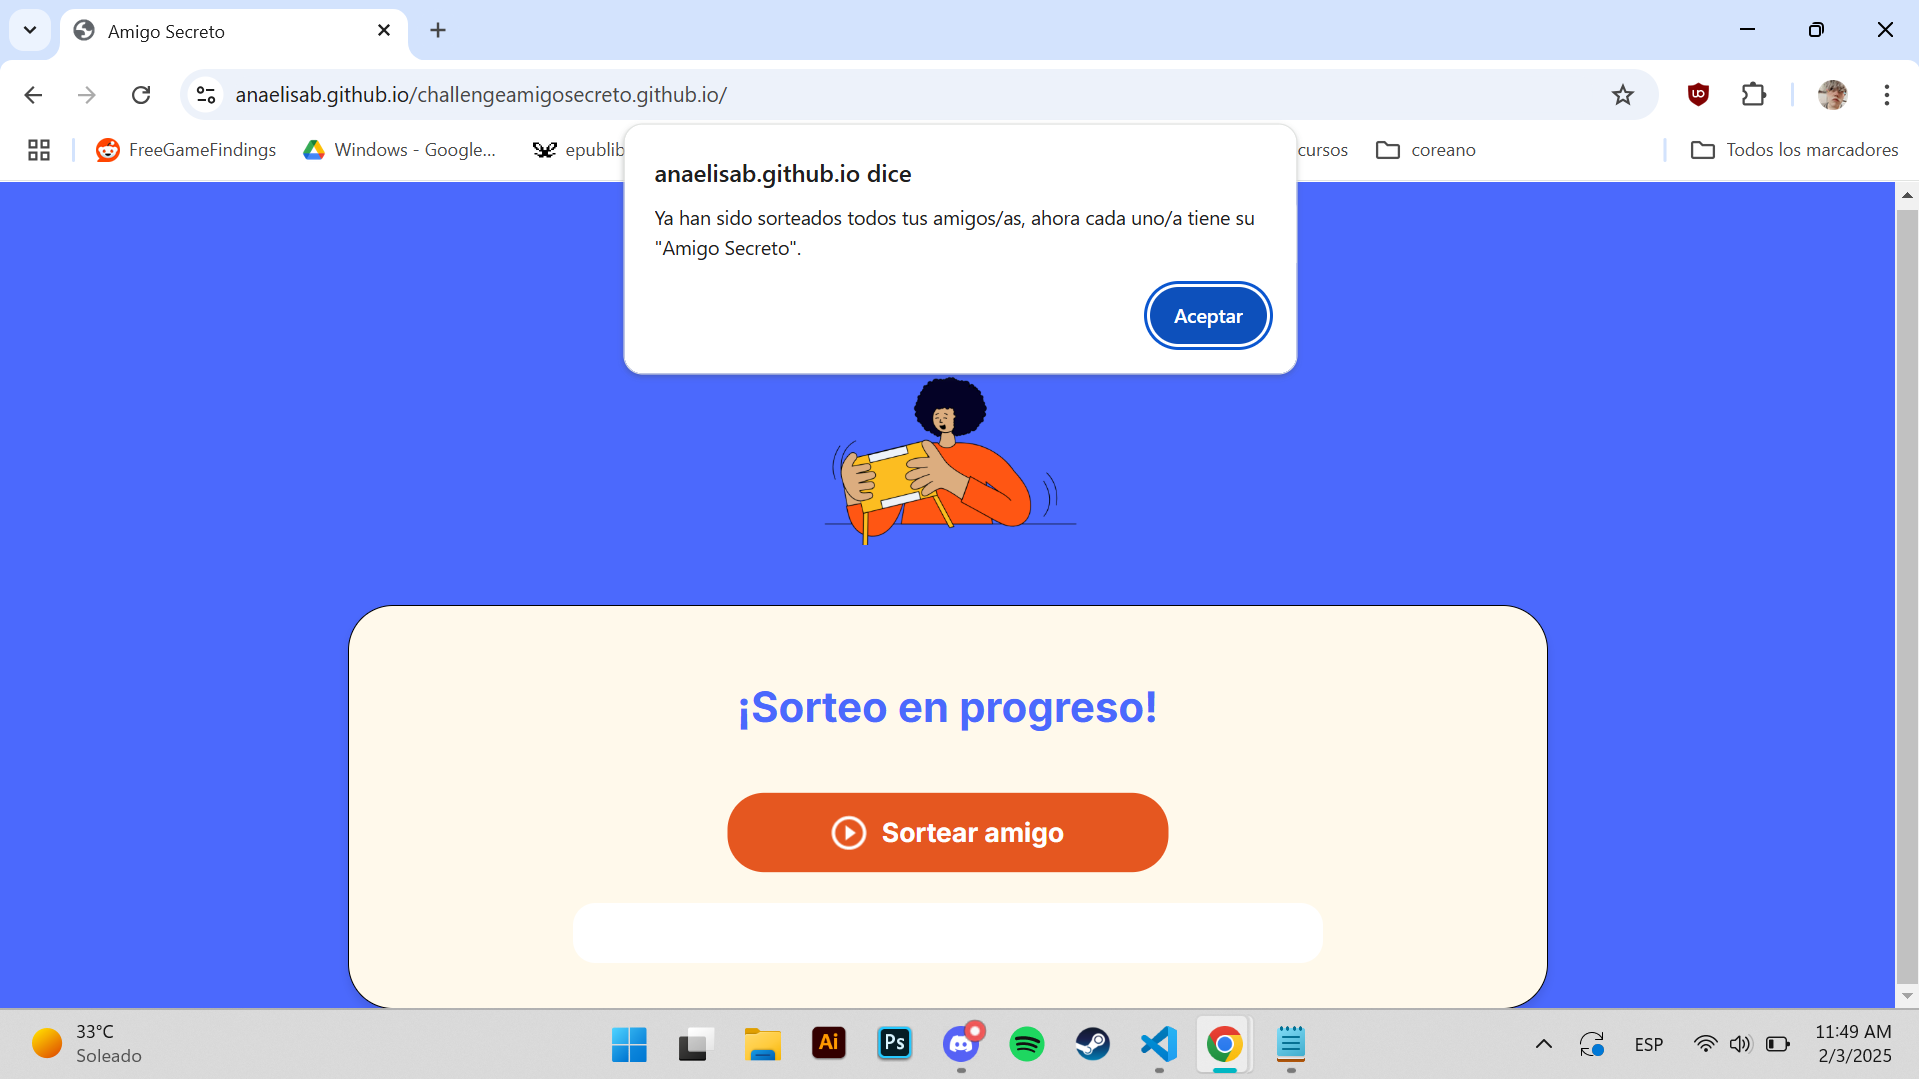 Amigo Secreto
anaelisab.github.io/challengeamigosecreto.github.io/
FreeGameFindings
Windows - Google...
epublib
cursos
coreano
Todos los marcadores
anaelisab.github.io dice
Ya han sido sorteados todos tus amigos/as, ahora cada uno/a tiene su
"Amigo Secreto".
Aceptar
¡Sorteo en progreso!
Sortear amigo
33°C
Soleado
Ai
Ps
ESP
11:49 AM
2/3/2025